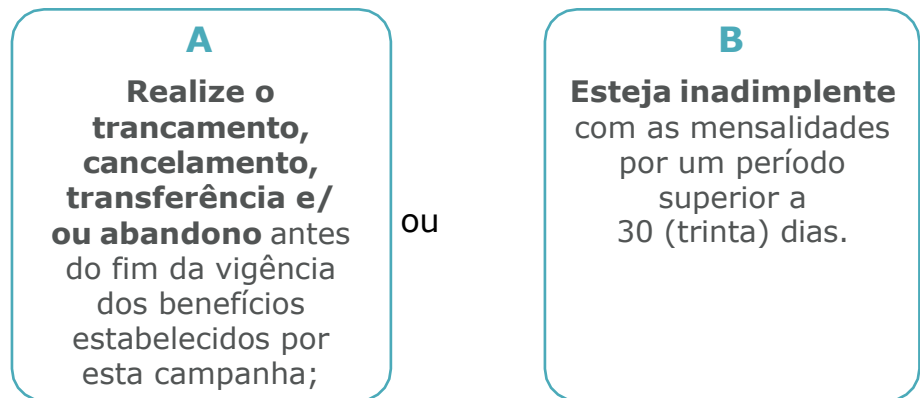 A
Realize o
trancamento,
cancelamento,
transferência e/
ou abandono antes
do fim da vigência
dos benefícios
estabelecidos por
esta campanha;
ou
B
Esteja inadimplente
com as mensalidades
por um período
superior a
30 (trinta) dias.